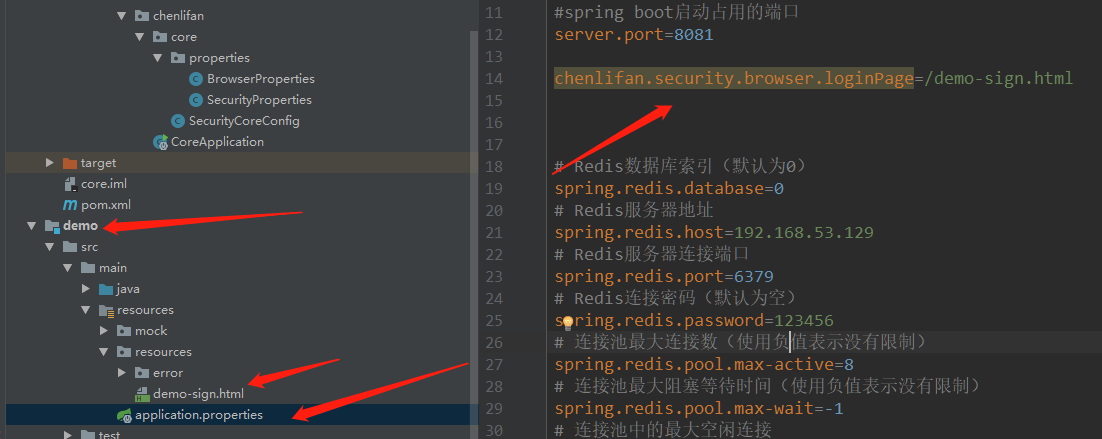 chenlifan
core
properties
BrowserProperties
SecurityProperties
SecurityCoreConfig
CoreApplication
target
core.iml
pom.xml
demo
src
main
java
resources
mock
resources
error
demo-sign.html
application.properties
test
11 #spring boot启动占用的端口
12 server.port=8081
13
14 chenlifan.security.browser.loginPage=/demo-sign.html
15
16
17
18 # Redis数据库索引（默认为0）
19 spring.redis.database=0
20 # Redis服务器地址
21 spring.redis.host=192.168.53.129
22 # Redis服务器连接端口
23 spring.redis.port=6379
24 # Redis连接密码（默认为空）
25 spring.redis.password=123456
26 # 连接池最大连接数（使用负值表示没有限制）
27 spring.redis.pool.max-active=8
28 # 连接池最大阻塞等待时间（使用负值表示没有限制）
29 spring.redis.pool.max-wait=-1
30 # 连接池中的最大空闲连接